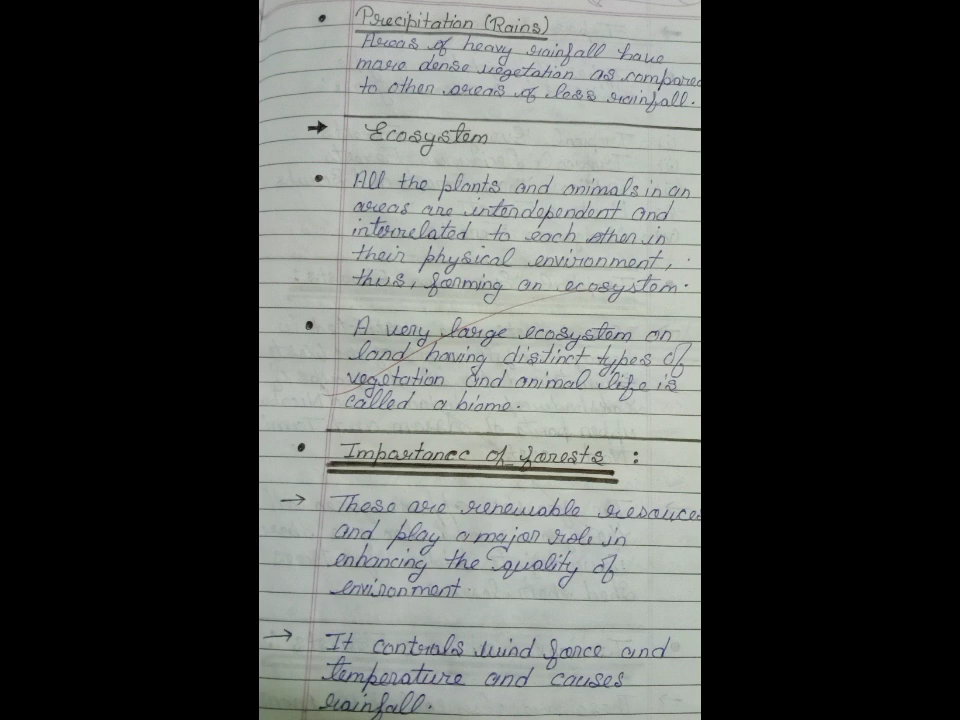 • Precipitation (Rains)
Areas of heavy rainfall have
more dense vegetation as compared
to other areas of less rainfall.
→ Ecosystem
• All the plants and animals in an
areas are interdependent and
interrelated to each other in
their physical environment,
thus, forming an ecosystem.
• A very large ecosystem on
land having distinct types of
vegetation and animal life is
called a biome.
• Importance of forests :
→ These are renewable resources
and play a major role in
enhancing the quality of
environment
→ It controls wind force and
temperature and causes
rainfall.